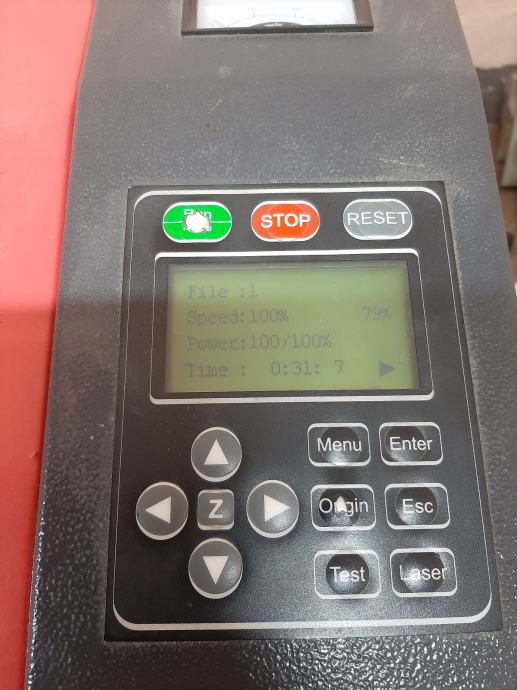 STOP
RESET
File :1
Speed:100% 79%
Power:100/100%
Time : 0:31: 7
Menu
Enter
Z
Origin
Esc
Test
Laser